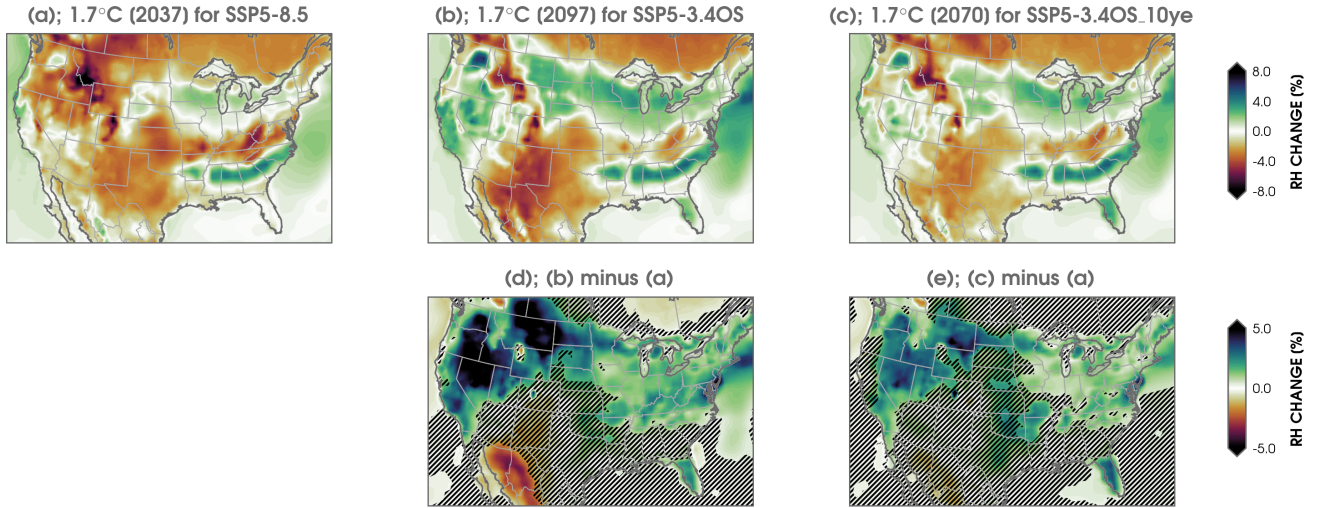 (a); 1.7°C (2037) for SSP5-8.5
(b); 1.7°C (2097) for SSP5-3.4OS
(c); 1.7°C (2070) for SSP5-3.4OS_10ye
8.0
4.0
0.0
-4.0
-8.0
RH CHANGE (%)
(d); (b) minus (a)
(e); (c) minus (a)
5.0
0.0
-5.0
RH CHANGE (%)